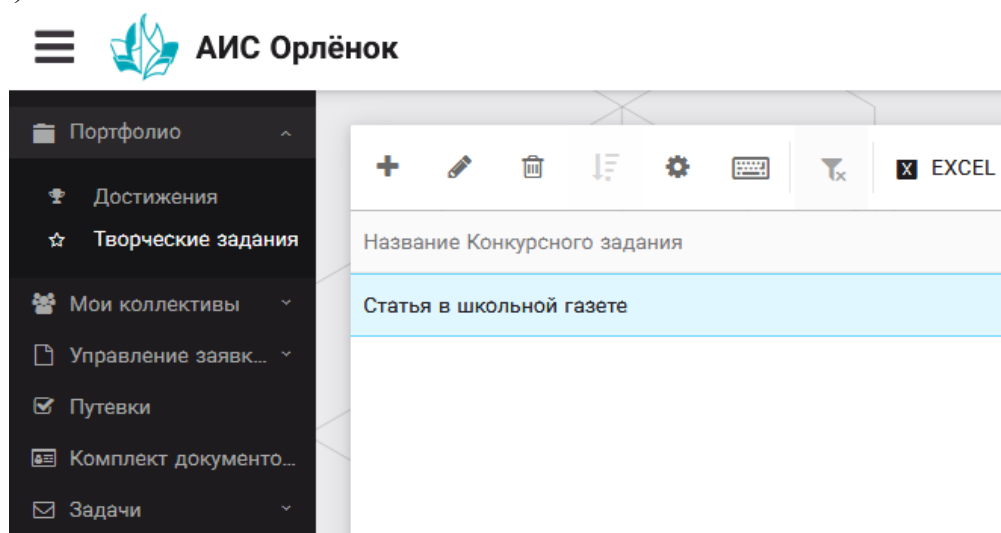 АИС Орлёнок
Портфолио
Достижения
Творческие задания
Мои коллективы
Управление заявк...
Путевки
Комплект документо...
Задачи
X EXCEL
Название Конкурсного задания
Статья в школьной газете